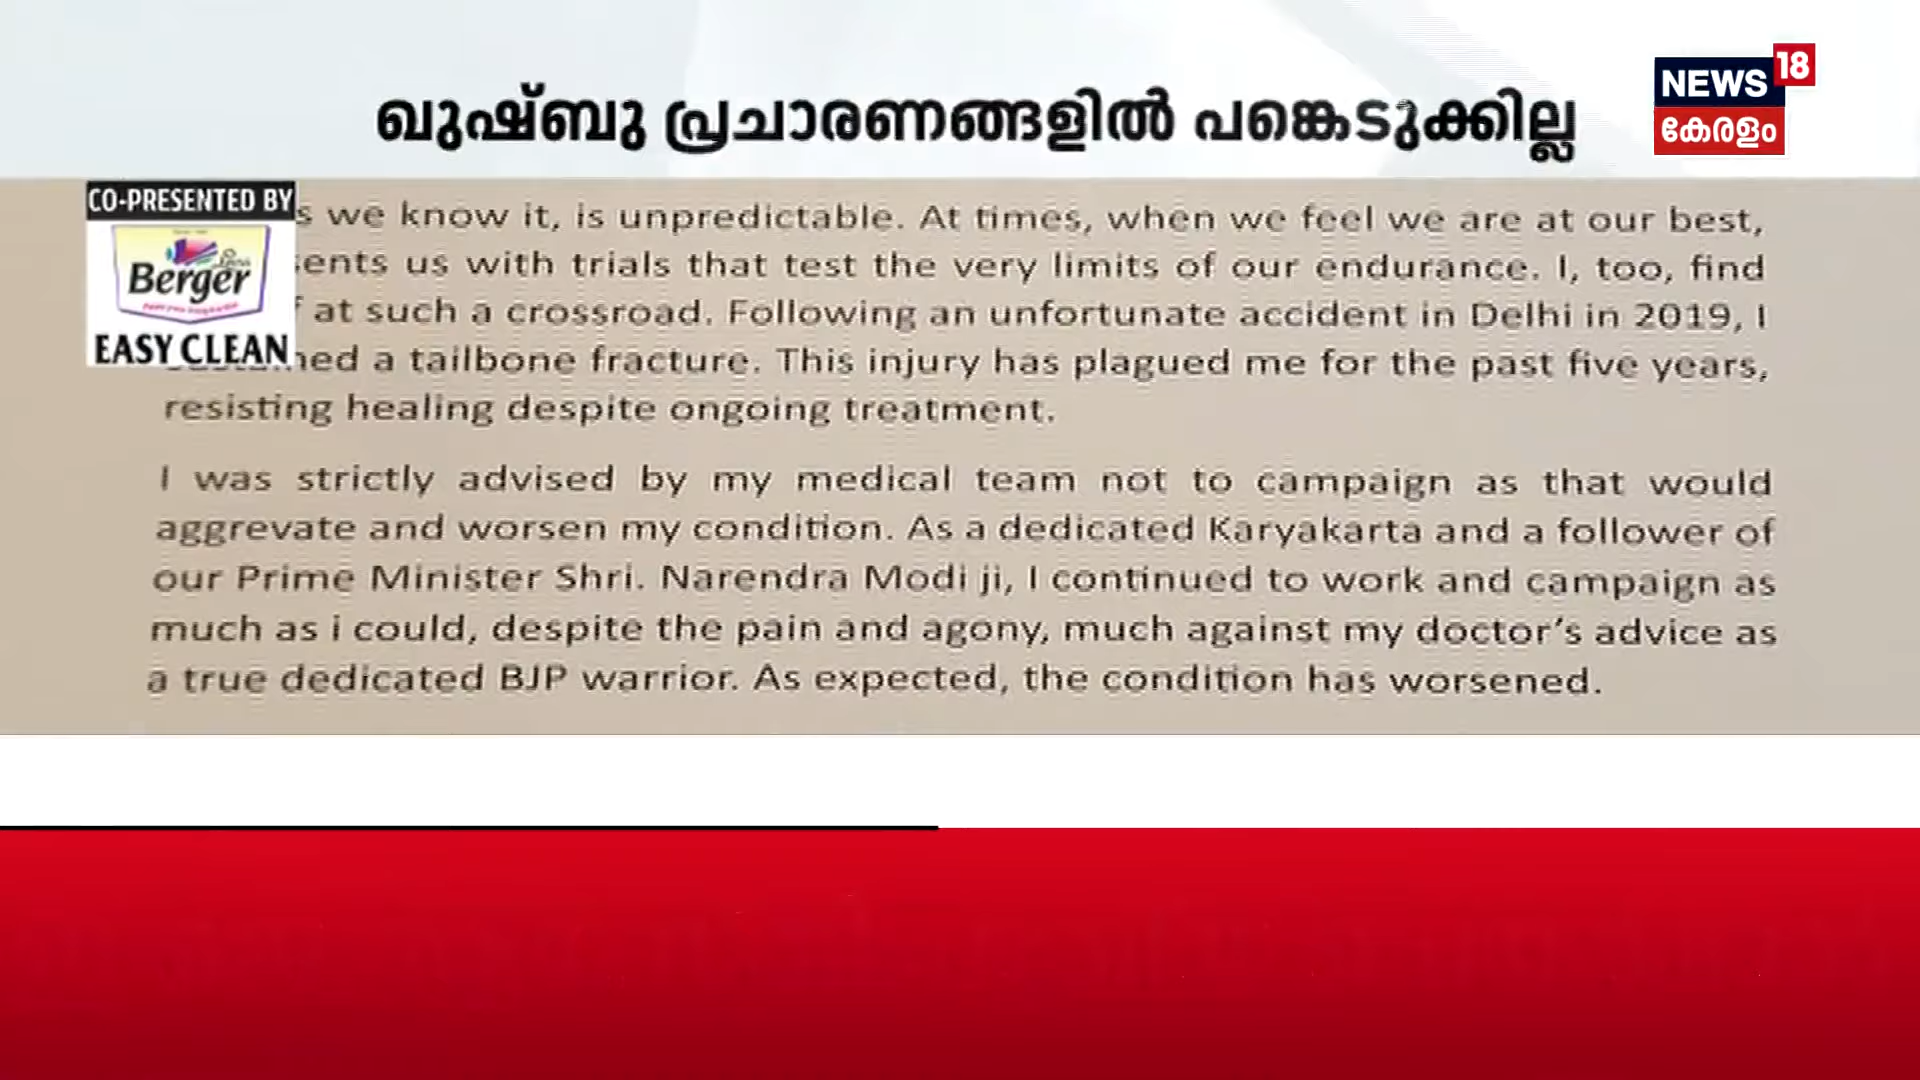 ഖുഷ്ബു പ്രചാരണങ്ങളിൽ പങ്കെടുക്കില്ല
NEWS 18
കേരളം
CO-PRESENTED BY
Berger
EASY CLEAN
we know it, is unpredictable. At times, when we feel we are at our best,
us with trials that test the very limits of our endurance. I, too, find
at such a crossroad. Following an unfortunate accident in Delhi in 2019, I
a tailbone fracture. This injury has plagued me for the past five years,
resisting healing despite ongoing treatment.
I was strictly advised by my medical team not to campaign as that would
aggrevate and worsen my condition. As a dedicated Karyakarta and a follower of
our Prime Minister Shri. Narendra Modi ji, I continued to work and campaign as
much as i could, despite the pain and agony, much against my doctor's advice as
a true dedicated BJP warrior. As expected, the condition has worsened.